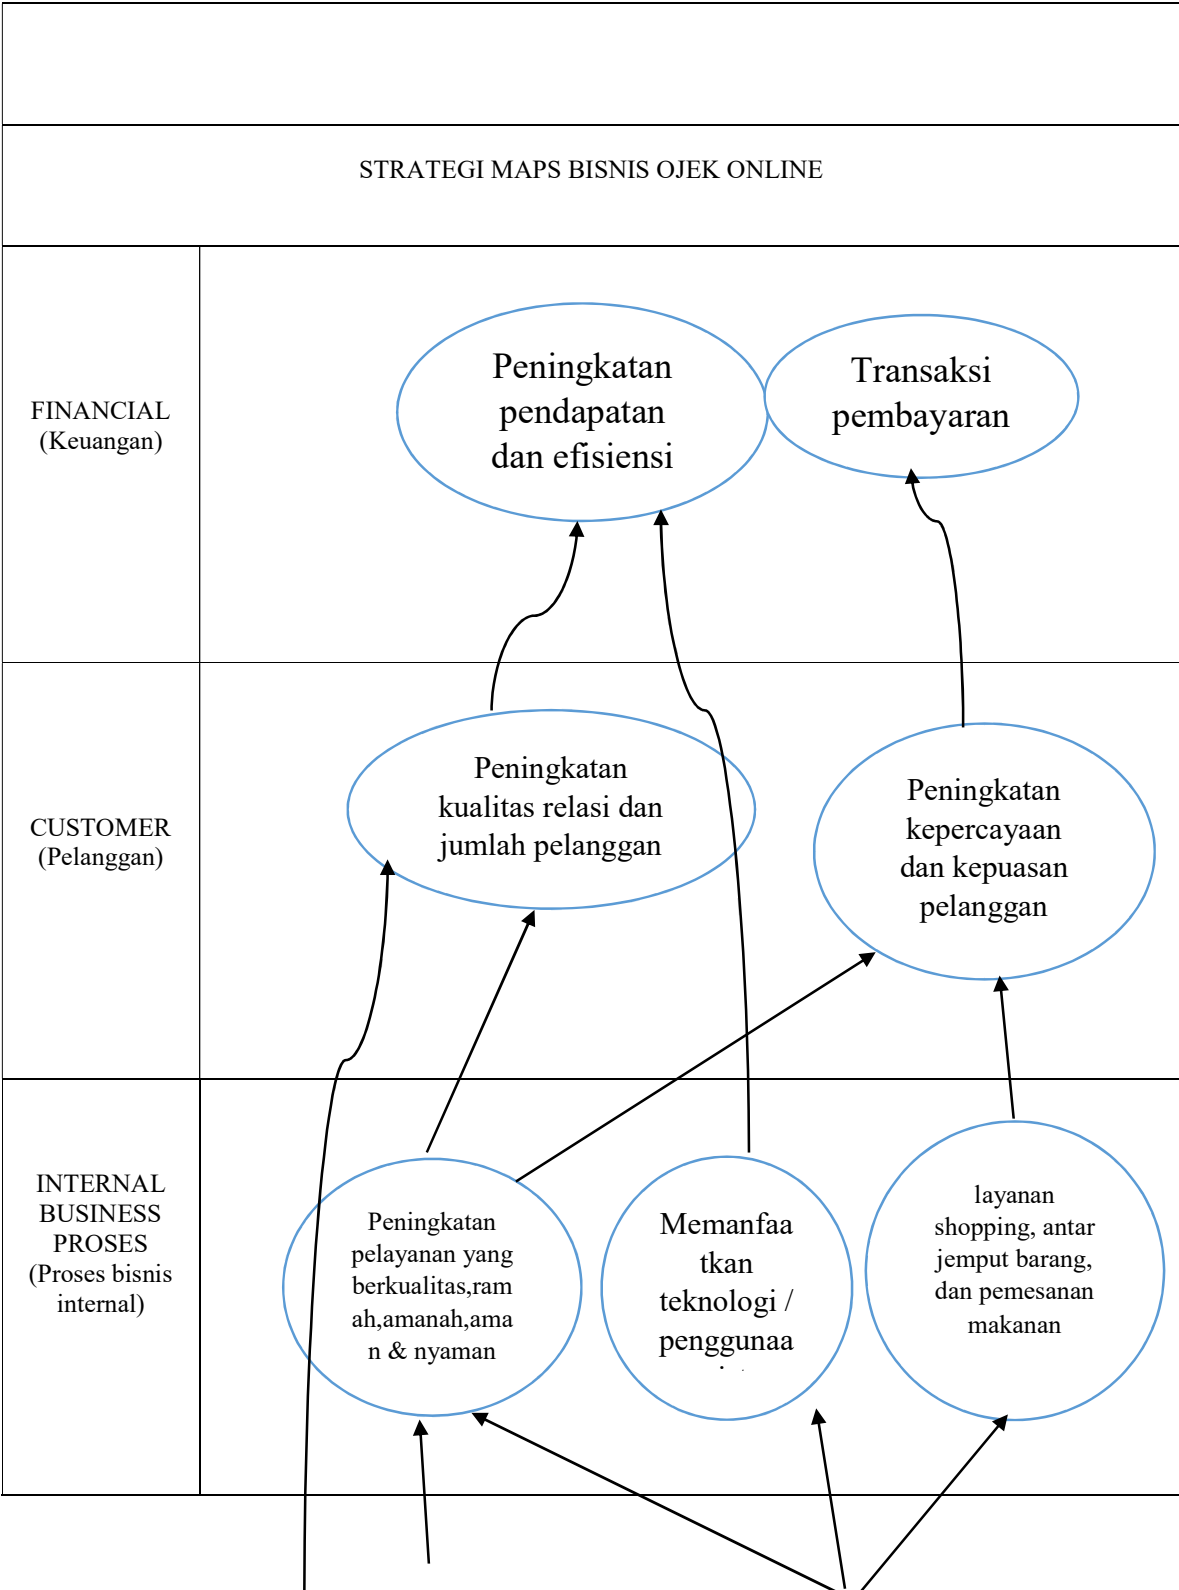 STRATEGI MAPS BISNIS OJEK ONLINE
FINANCIAL
(Keuangan)
Peningkatan
pendapatan
dan efisiensi
Transaksi
pembayaran
CUSTOMER
(Pelanggan)
Peningkatan
kualitas relasi dan
jumlah pelanggan
Peningkatan
kepercayaan
dan kepuasan
pelanggan
INTERNAL
BUSINESS
PROSES
(Proses bisnis
internal)
Peningkatan
pelayanan yang
berkualitas,ram
ah,amanah,ama
n & nyaman
Memanfaa
tkan
teknologi /
penggunaa
layanan
shopping, antar
jemput barang,
dan pemesanan
makanan